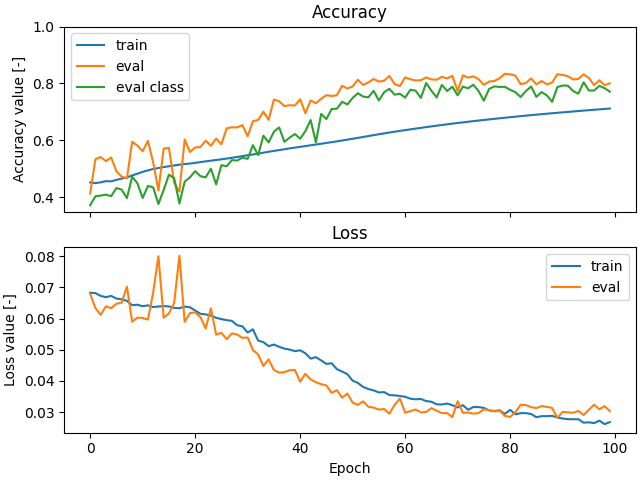 Accuracy
1.0
0.8
0.6
0.4
Accuracy value [-]
train
eval
eval class
Loss
0.08
0.07
0.06
0.05
0.04
0.03
Loss value [-]
train
eval
0 20 40 60 80 100
Epoch